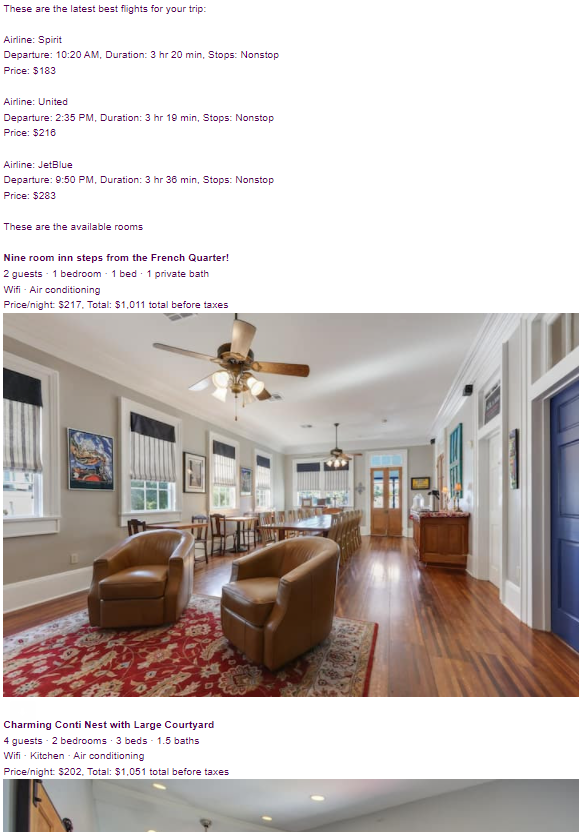 These are the latest best flights for your trip:
Airline: Spirit
Departure: 10:20 AM, Duration: 3 hr 20 min, Stops: Nonstop
Price: $183
Airline: United
Departure: 2:35 PM, Duration: 3 hr 19 min, Stops: Nonstop
Price: $216
Airline: JetBlue
Departure: 9:50 PM, Duration: 3 hr 36 min, Stops: Nonstop
Price: $283
These are the available rooms
Nine room inn steps from the French Quarter!
2 guests · 1 bedroom · 1 bed · 1 private bath
Wifi · Air conditioning
Price/night: $217, Total: $1,011 total before taxes
Charming Conti Nest with Large Courtyard
4 guests · 2 bedrooms · 3 beds · 1.5 baths
Wifi · Kitchen · Air conditioning
Price/night: $202, Total: $1,051 total before taxes